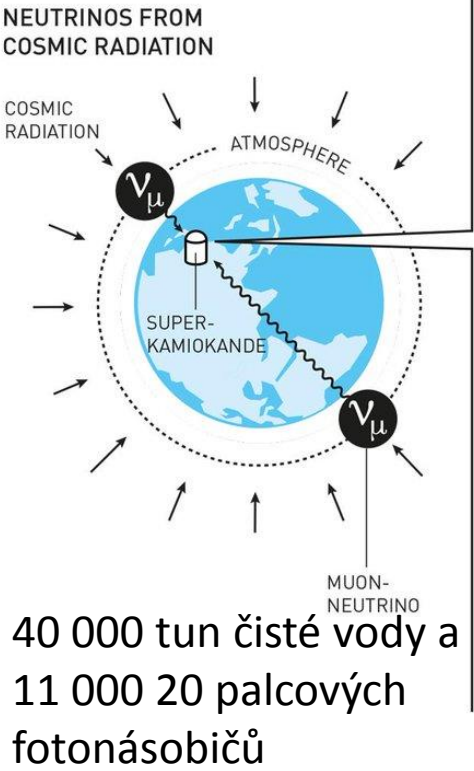 NEUTRINOS FROM
COSMIC RADIATION
COSMIC
RADIATION
ATMOSPHERE
νμ
SUPER-
KAMIOKANDE
νμ
MUON-
NEUTRINO
40 000 tun čisté vody a
11 000 20 palcových
fotonásobičů